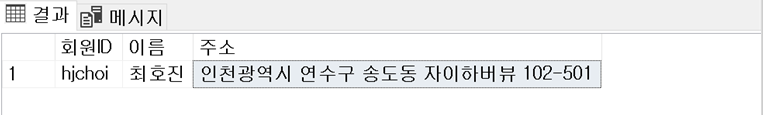 결과 메시지
회원ID 이름 주소
1 hjchoi 최호진 인천광역시 연수구 송도동 자이하버뷰 102-501